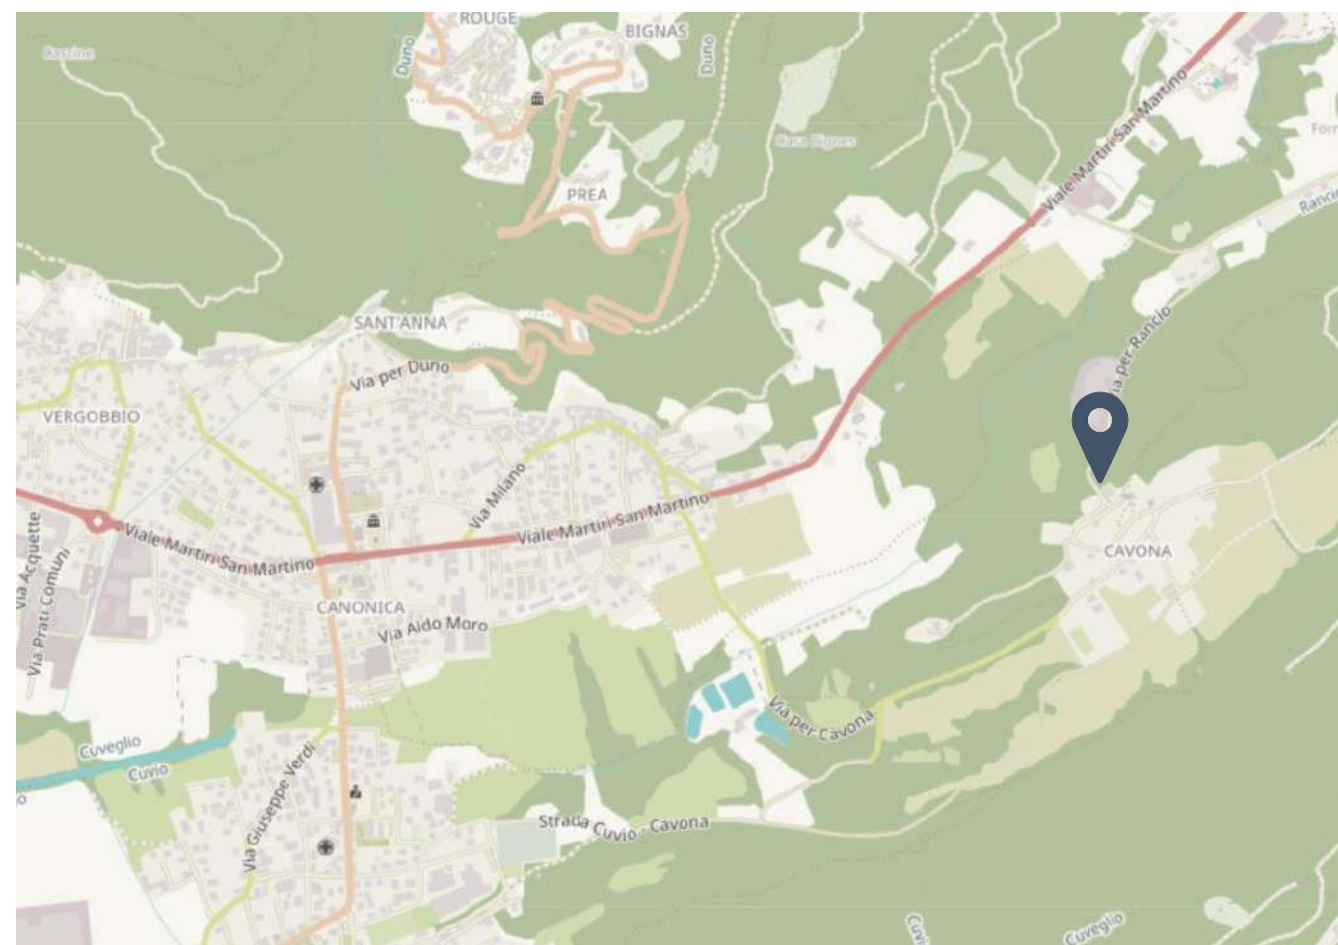 ROUGE
BIGNAS
Duno
Duno
Cascine
Viale Martiri San Martino
Casa Bignes
PREA
SANT'ANNA
Via per Duno
ia per Rancio
VERGOBBIO
Via Milano
Viale Martiri San Martino
Viale Martiri San Martino
Via Acquette
Via Prati Comuni
CAVONA
CANONICA
Via Aldo Moro
Via per Cavona
Cuveglio
Cuvio
Via Giuseppe Verdi
Strada Cuvio - Cavona
Cuveglio